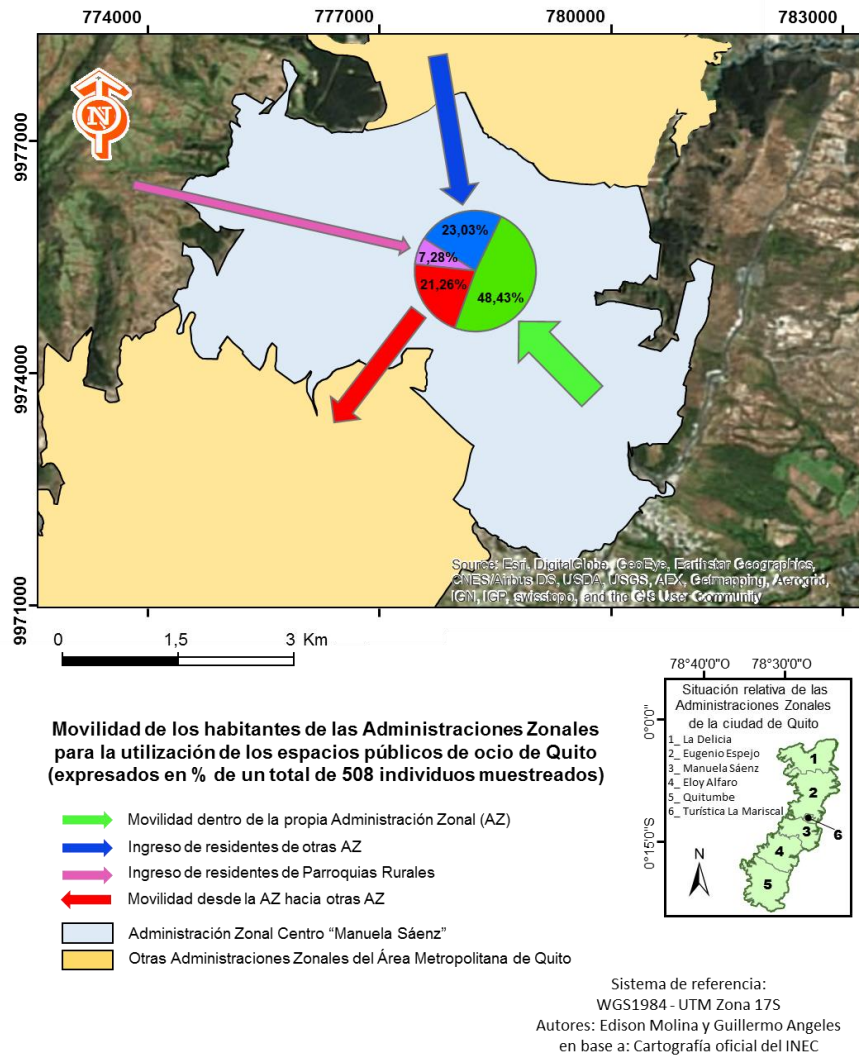 774000
777000
780000
783000
9977000
9974000
9971000
N
23,03%
7,28%
21,26%
48,43%
Source: Esri, DigitalGlobe, GeoEye, Earthstar Geographics,
CNES/Airbus DS, USDA, USGS, AEX, Getmapping, Aerogrid,
IGN, IGP, swisstopo, and the GIS User Community
0 1,5 3 Km
Movilidad de los habitantes de las Administraciones Zonales
para la utilización de los espacios públicos de ocio de Quito
(expresados en % de un total de 508 individuos muestreados)
Movilidad dentro de la propia Administración Zonal (AZ)
Ingreso de residentes de otras AZ
Ingreso de residentes de Parroquias Rurales
Movilidad desde la AZ hacia otras AZ
Administración Zonal Centro “Manuela Sáenz”
Otras Administraciones Zonales del Área Metropolitana de Quito
78°40'0"O 78°30'0"O
0°0'0"
0°15'0"S
Situación relativa de las
Administraciones Zonales
de la ciudad de Quito
1_ La Delicia
2_ Eugenio Espejo
3_ Manuela Sáenz
4_ Eloy Alfaro
5_ Quitumbe
6_ Turística La Mariscal
1
2
3
6
4
5
N
Sistema de referencia:
WGS1984 - UTM Zona 17S
Autores: Edison Molina y Guillermo Angeles
en base a: Cartografía oficial del INEC